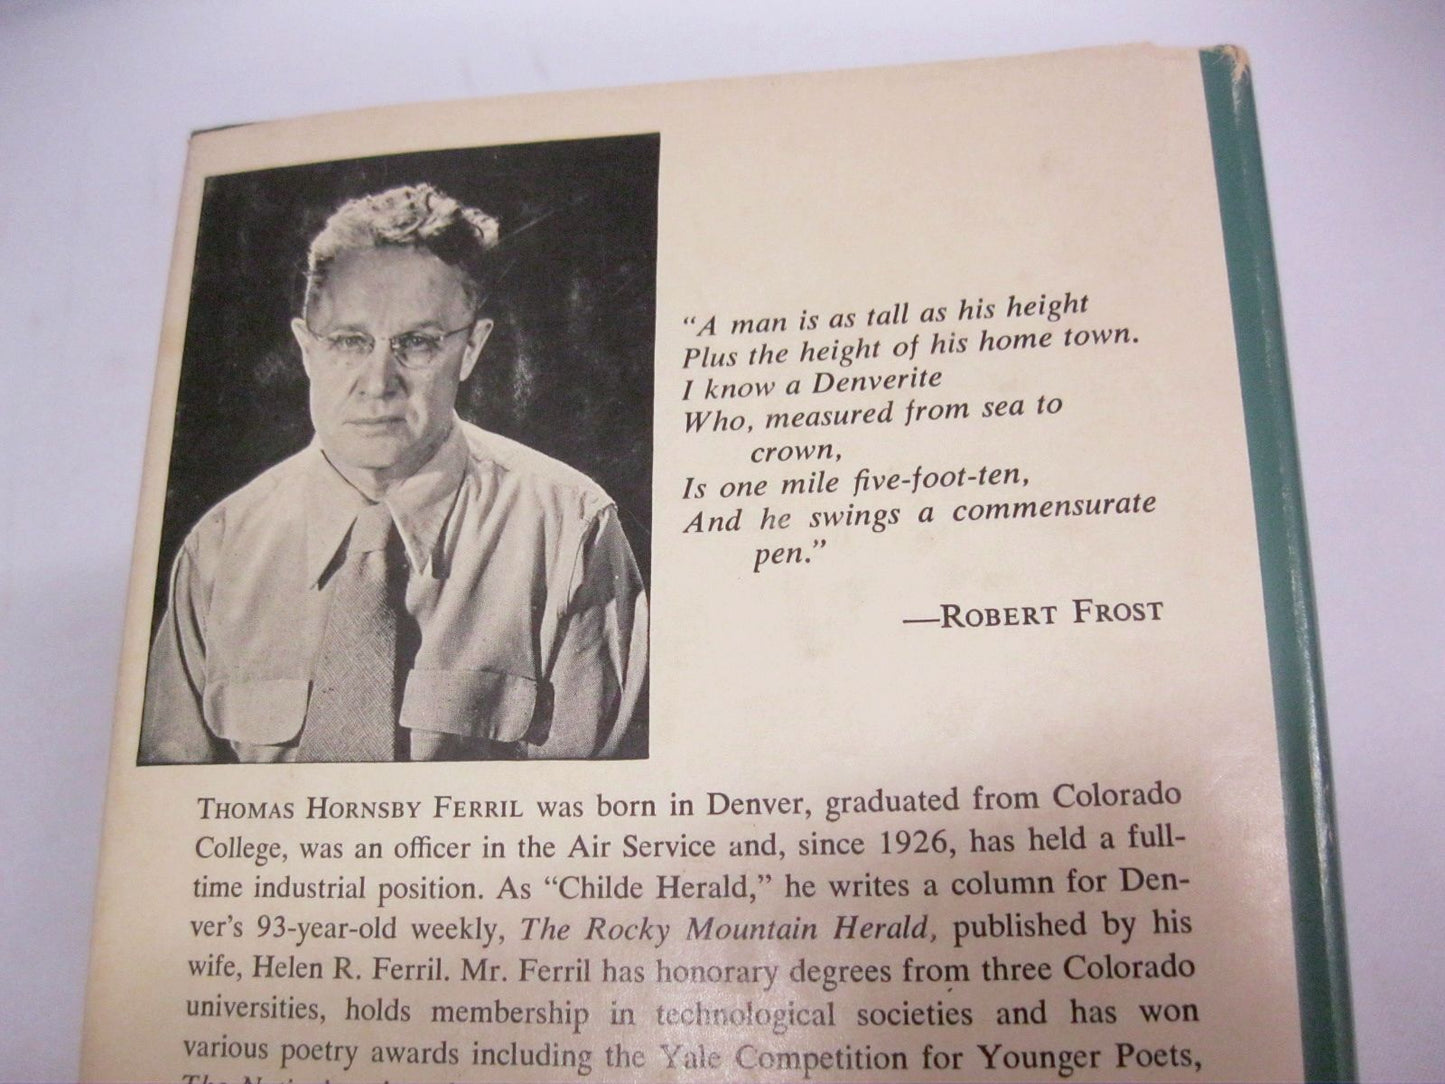 “A man is as tall as his height
Plus the height of his home town.
I know a Denverite
Who, measured from sea to
crown,
Is one mile five-foot-ten,
And he swings a commensurate
pen.”
—ROBERT FROST
THOMAS HORNSBY FERRIL was born in Denver, graduated from Colorado
College, was an officer in the Air Service and, since 1926, has held a full-
time industrial position. As “Childe Herald,” he writes a column for Den-
ver’s 93-year-old weekly, The Rocky Mountain Herald, published by his
wife, Helen R. Ferril. Mr. Ferril has honorary degrees from three Colorado
universities, holds membership in technological societies and has won
various poetry awards including the Yale Competition for Younger Poets,
The